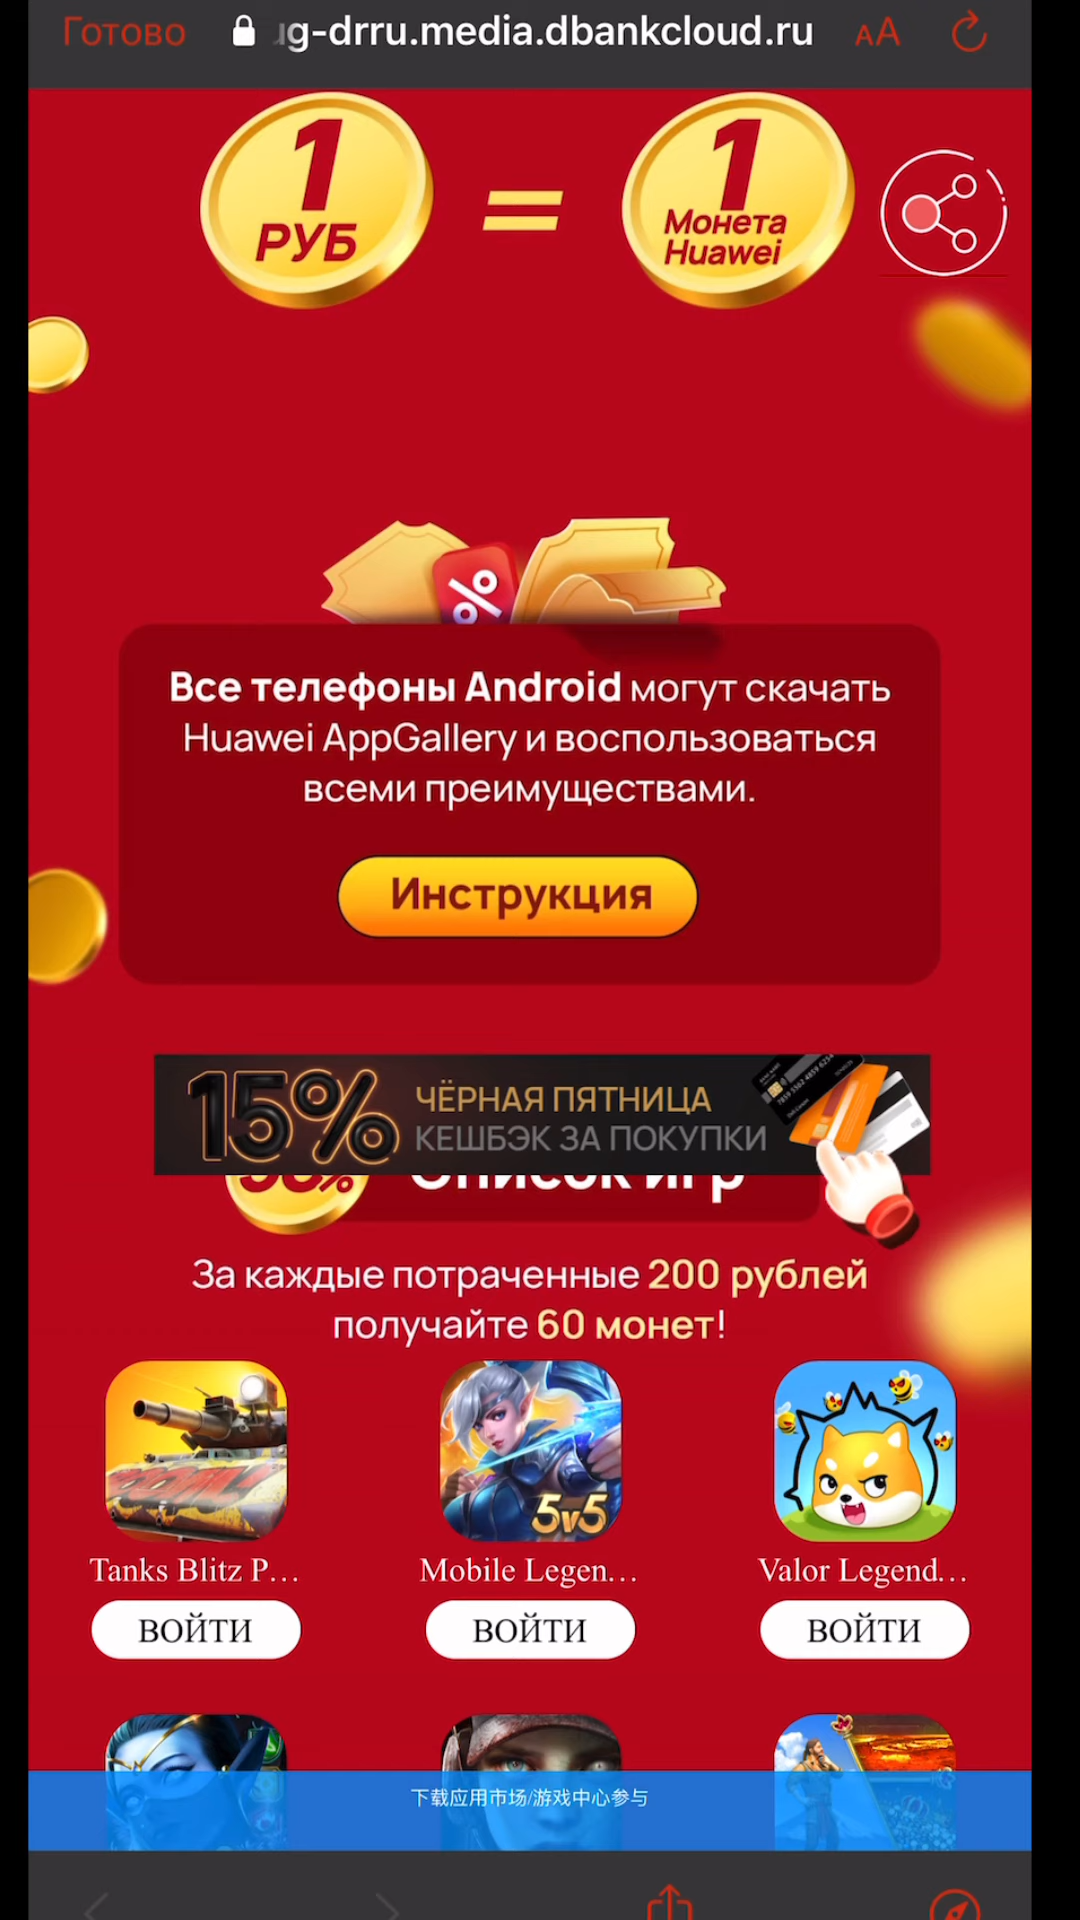 Готово
g-drru.media.dbankcloud.ru
AA
1
РУБ
=
1
Монета
Huawei
%
Все телефоны Android могут скачать
Huawei AppGallery и воспользоваться
всеми преимуществами.
Инструкция
15%
ЧЁРНАЯ ПЯТНИЦА
КЕШБЭК ЗА ПОКУПКИ
Список игр
За каждые потраченные 200 рублей
получайте 60 монет!
5v5
Tanks Blitz P...
Mobile Legen...
Valor Legend...
ВОЙТИ
ВОЙТИ
ВОЙТИ
下载应用市场/游戏中心参与